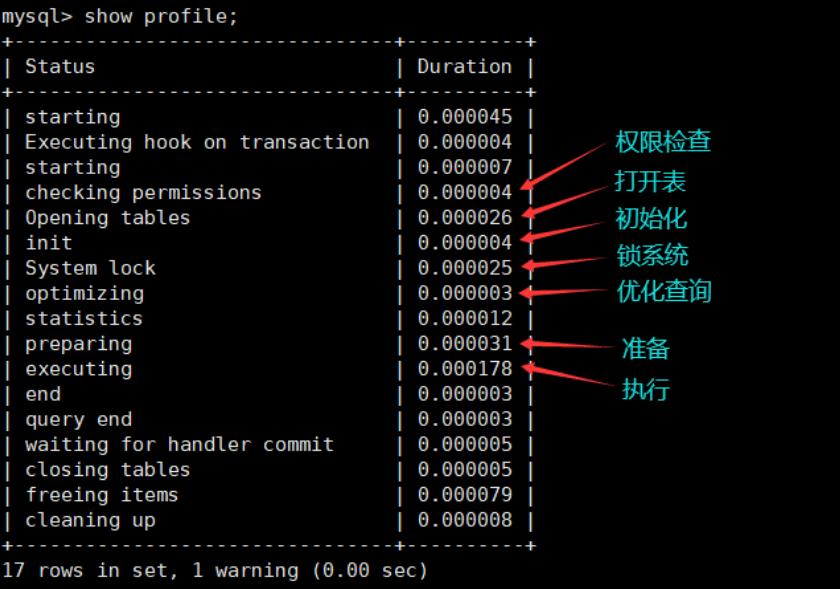 mysql> show profile;
+--------------------------------+----------+
| Status                         | Duration |
+--------------------------------+----------+
| starting                       | 0.000045 |
| Executing hook on transaction  | 0.000004 | 权限检查
| starting                       | 0.000007 |
| checking permissions           | 0.000004 | 打开表
| Opening tables                 | 0.000026 | 初始化
| init                           | 0.000004 |
| System lock                    | 0.000025 | 锁系统
| optimizing                     | 0.000003 | 优化查询
| statistics                     | 0.000012 |
| preparing                      | 0.000031 | 准备
| executing                      | 0.000178 | 执行
| end                            | 0.000003 |
| query end                      | 0.000003 |
| waiting for handler commit     | 0.000005 |
| closing tables                 | 0.000005 |
| freeing items                  | 0.000079 |
| cleaning up                    | 0.000008 |
+--------------------------------+----------+
17 rows in set, 1 warning (0.00 sec)